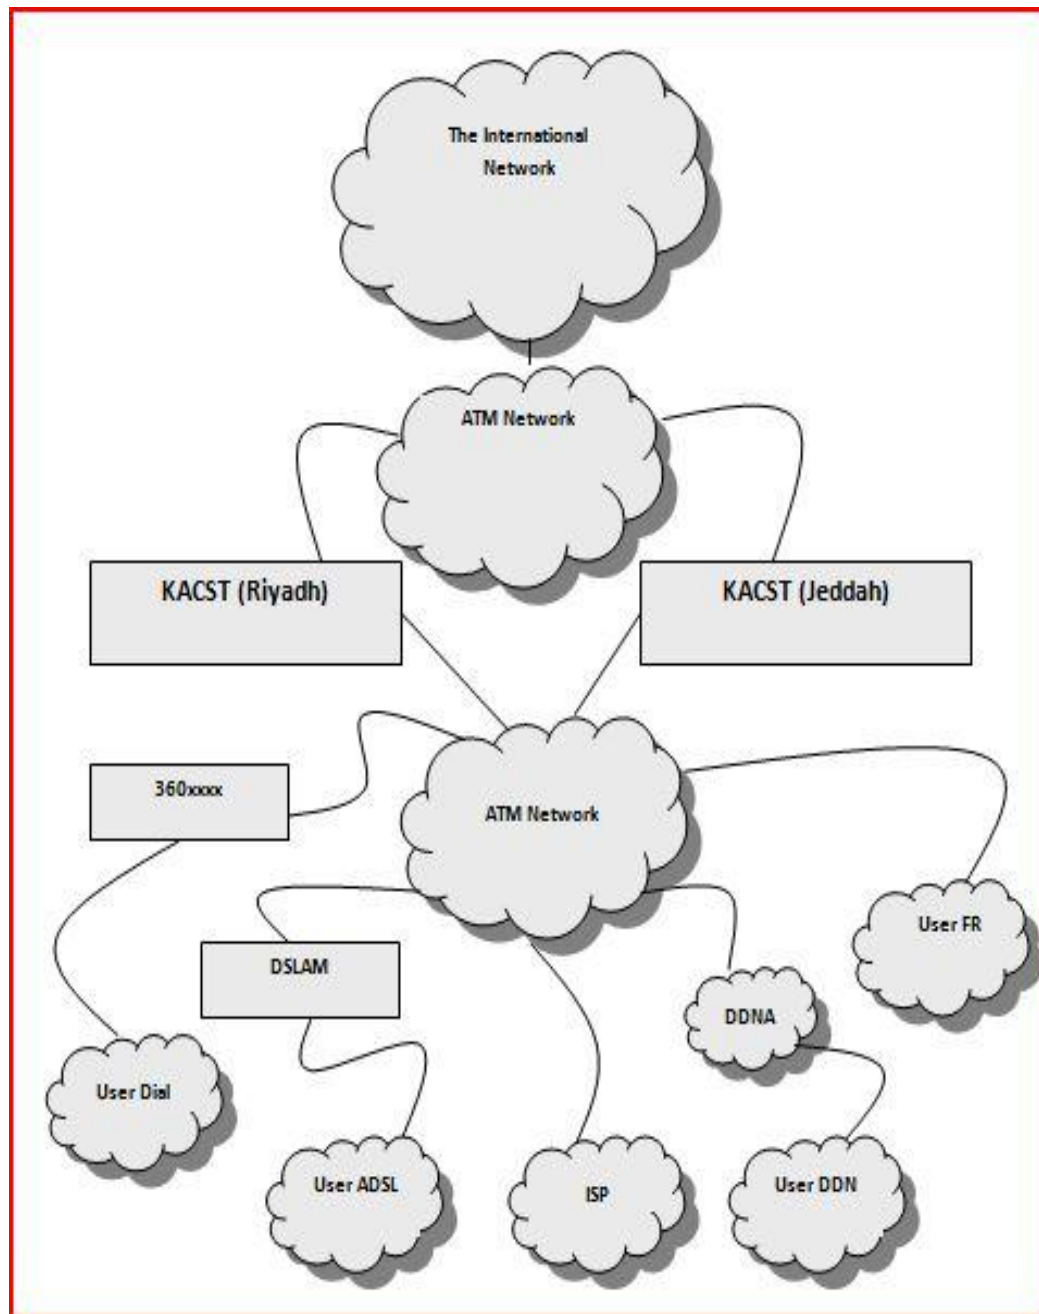 The International
Network
ATM Network
KACST (Riyadh)
KACST (Jeddah)
360xxxx
ATM Network
User FR
DSLAM
DDNA
User Dial
User ADSL
ISP
User DDN